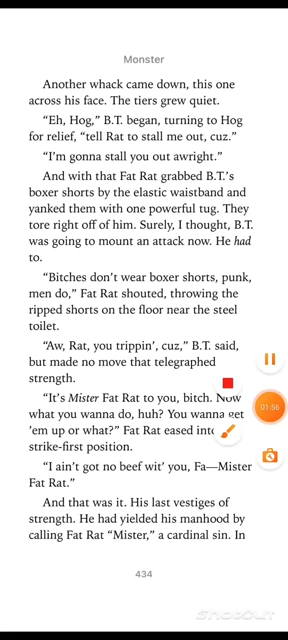 Monster
Another whack came down, this one
across his face. The tiers grew quiet.
“Eh, Hog,” B.T. began, turning to Hog
for relief, “tell Rat to stall me out, cuz.”
“I’m gonna stall you out awright.”
And with that Fat Rat grabbed B.T.’s
boxer shorts by the elastic waistband and
yanked them with one powerful tug. They
tore right off of him. Surely, I thought, B.T.
was going to mount an attack now. He had
to.
“Bitches don’t wear boxer shorts, punk,
men do,” Fat Rat shouted, throwing the
ripped shorts on the floor near the steel
toilet.
“Aw, Rat, you trippin’, cuz,” B.T. said,
but made no move that telegraphed
strength.
“It’s Mister Fat Rat to you, bitch. Now
what you wanna do, huh? You wanna get
’em up or what?” Fat Rat eased
strike-first position.
“I ain’t got no beef wit’ you, Fa—Mister
Fat Rat.”
And that was it. His last vestiges of
strength. He had yielded his manhood by
calling Fat Rat “Mister,” a cardinal sin. In
434
01:56